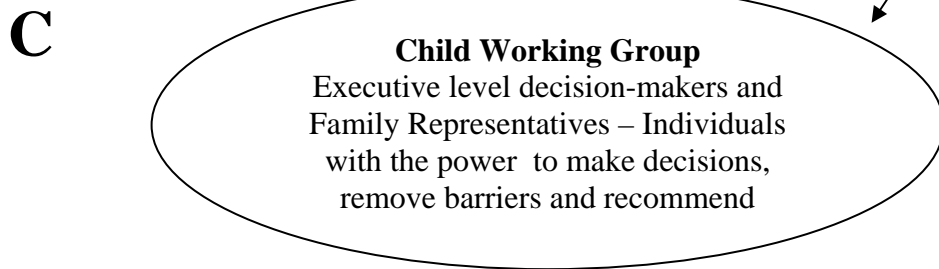 C
Child Working Group
Executive level decision-makers and
Family Representatives – Individuals
with the power to make decisions,
remove barriers and recommend